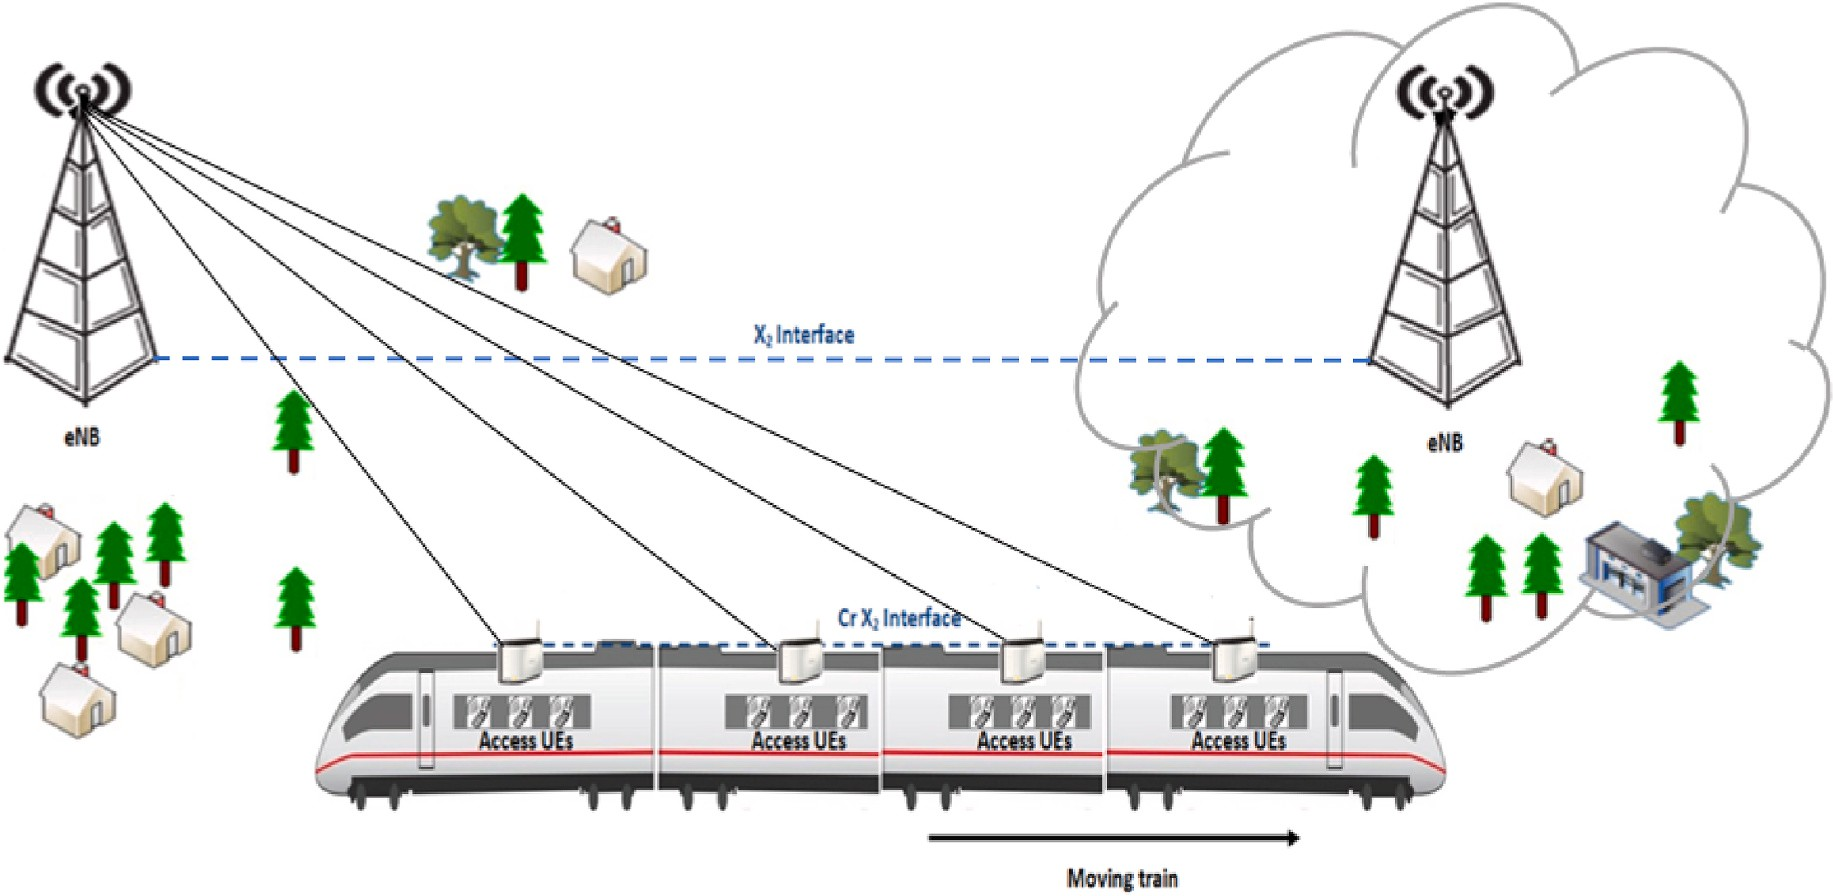 X₂ Interface
eNB
eNB
Cr X₂ Interface
Access UEs
Access UEs
Access UEs
Access UEs
Moving train